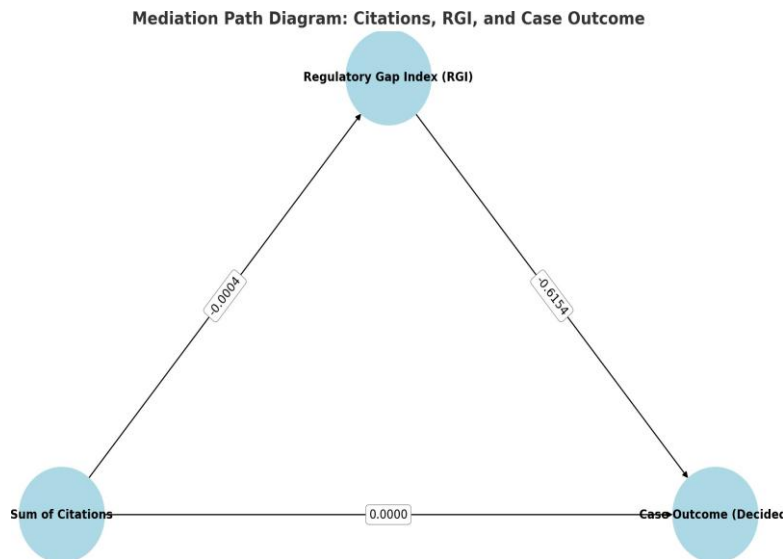 Mediation Path Diagram: Citations, RGI, and Case Outcome
Regulatory Gap Index (RGI)
-0.0004
-0.6154
Sum of Citations
0.0000
Case Outcome (Decided